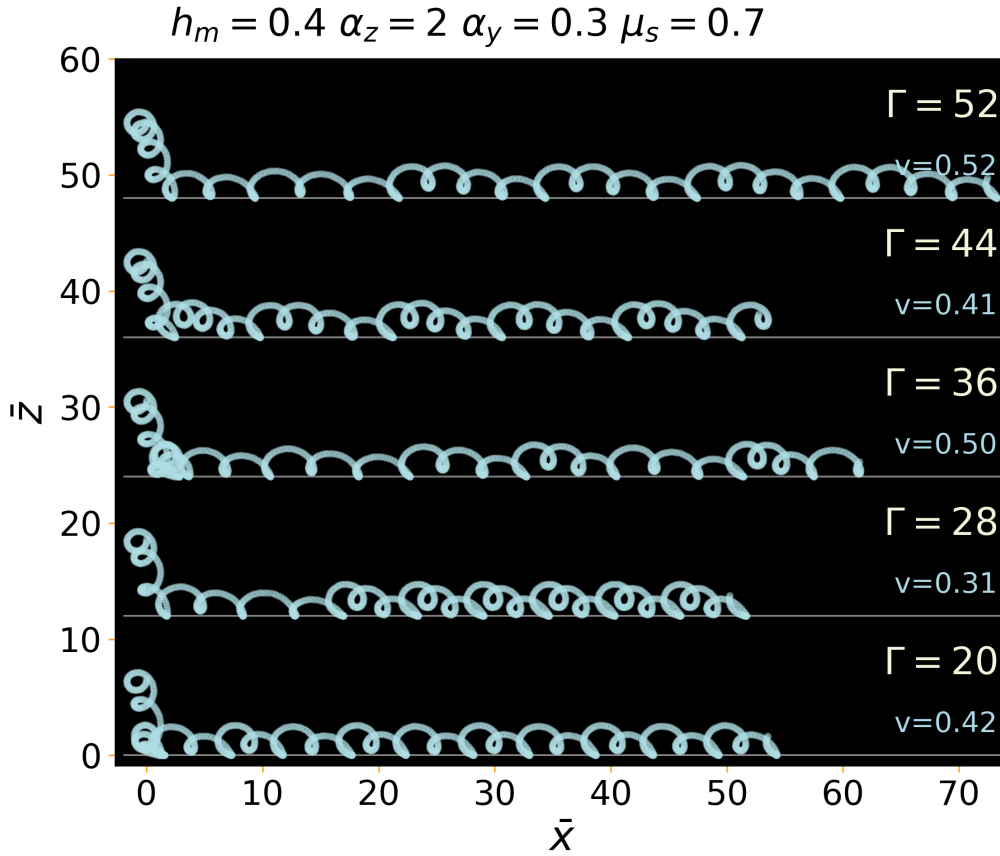 h_m = 0.4 α_z = 2 α_y = 0.3 μ_s = 0.7
60
Γ = 52
50
v=0.52
Γ = 44
40
v=0.41
Γ = 36
z̄
30
v=0.50
Γ = 28
20
v=0.31
Γ = 20
10
v=0.42
0
0 10 20 30 40 50 60 70
x̄